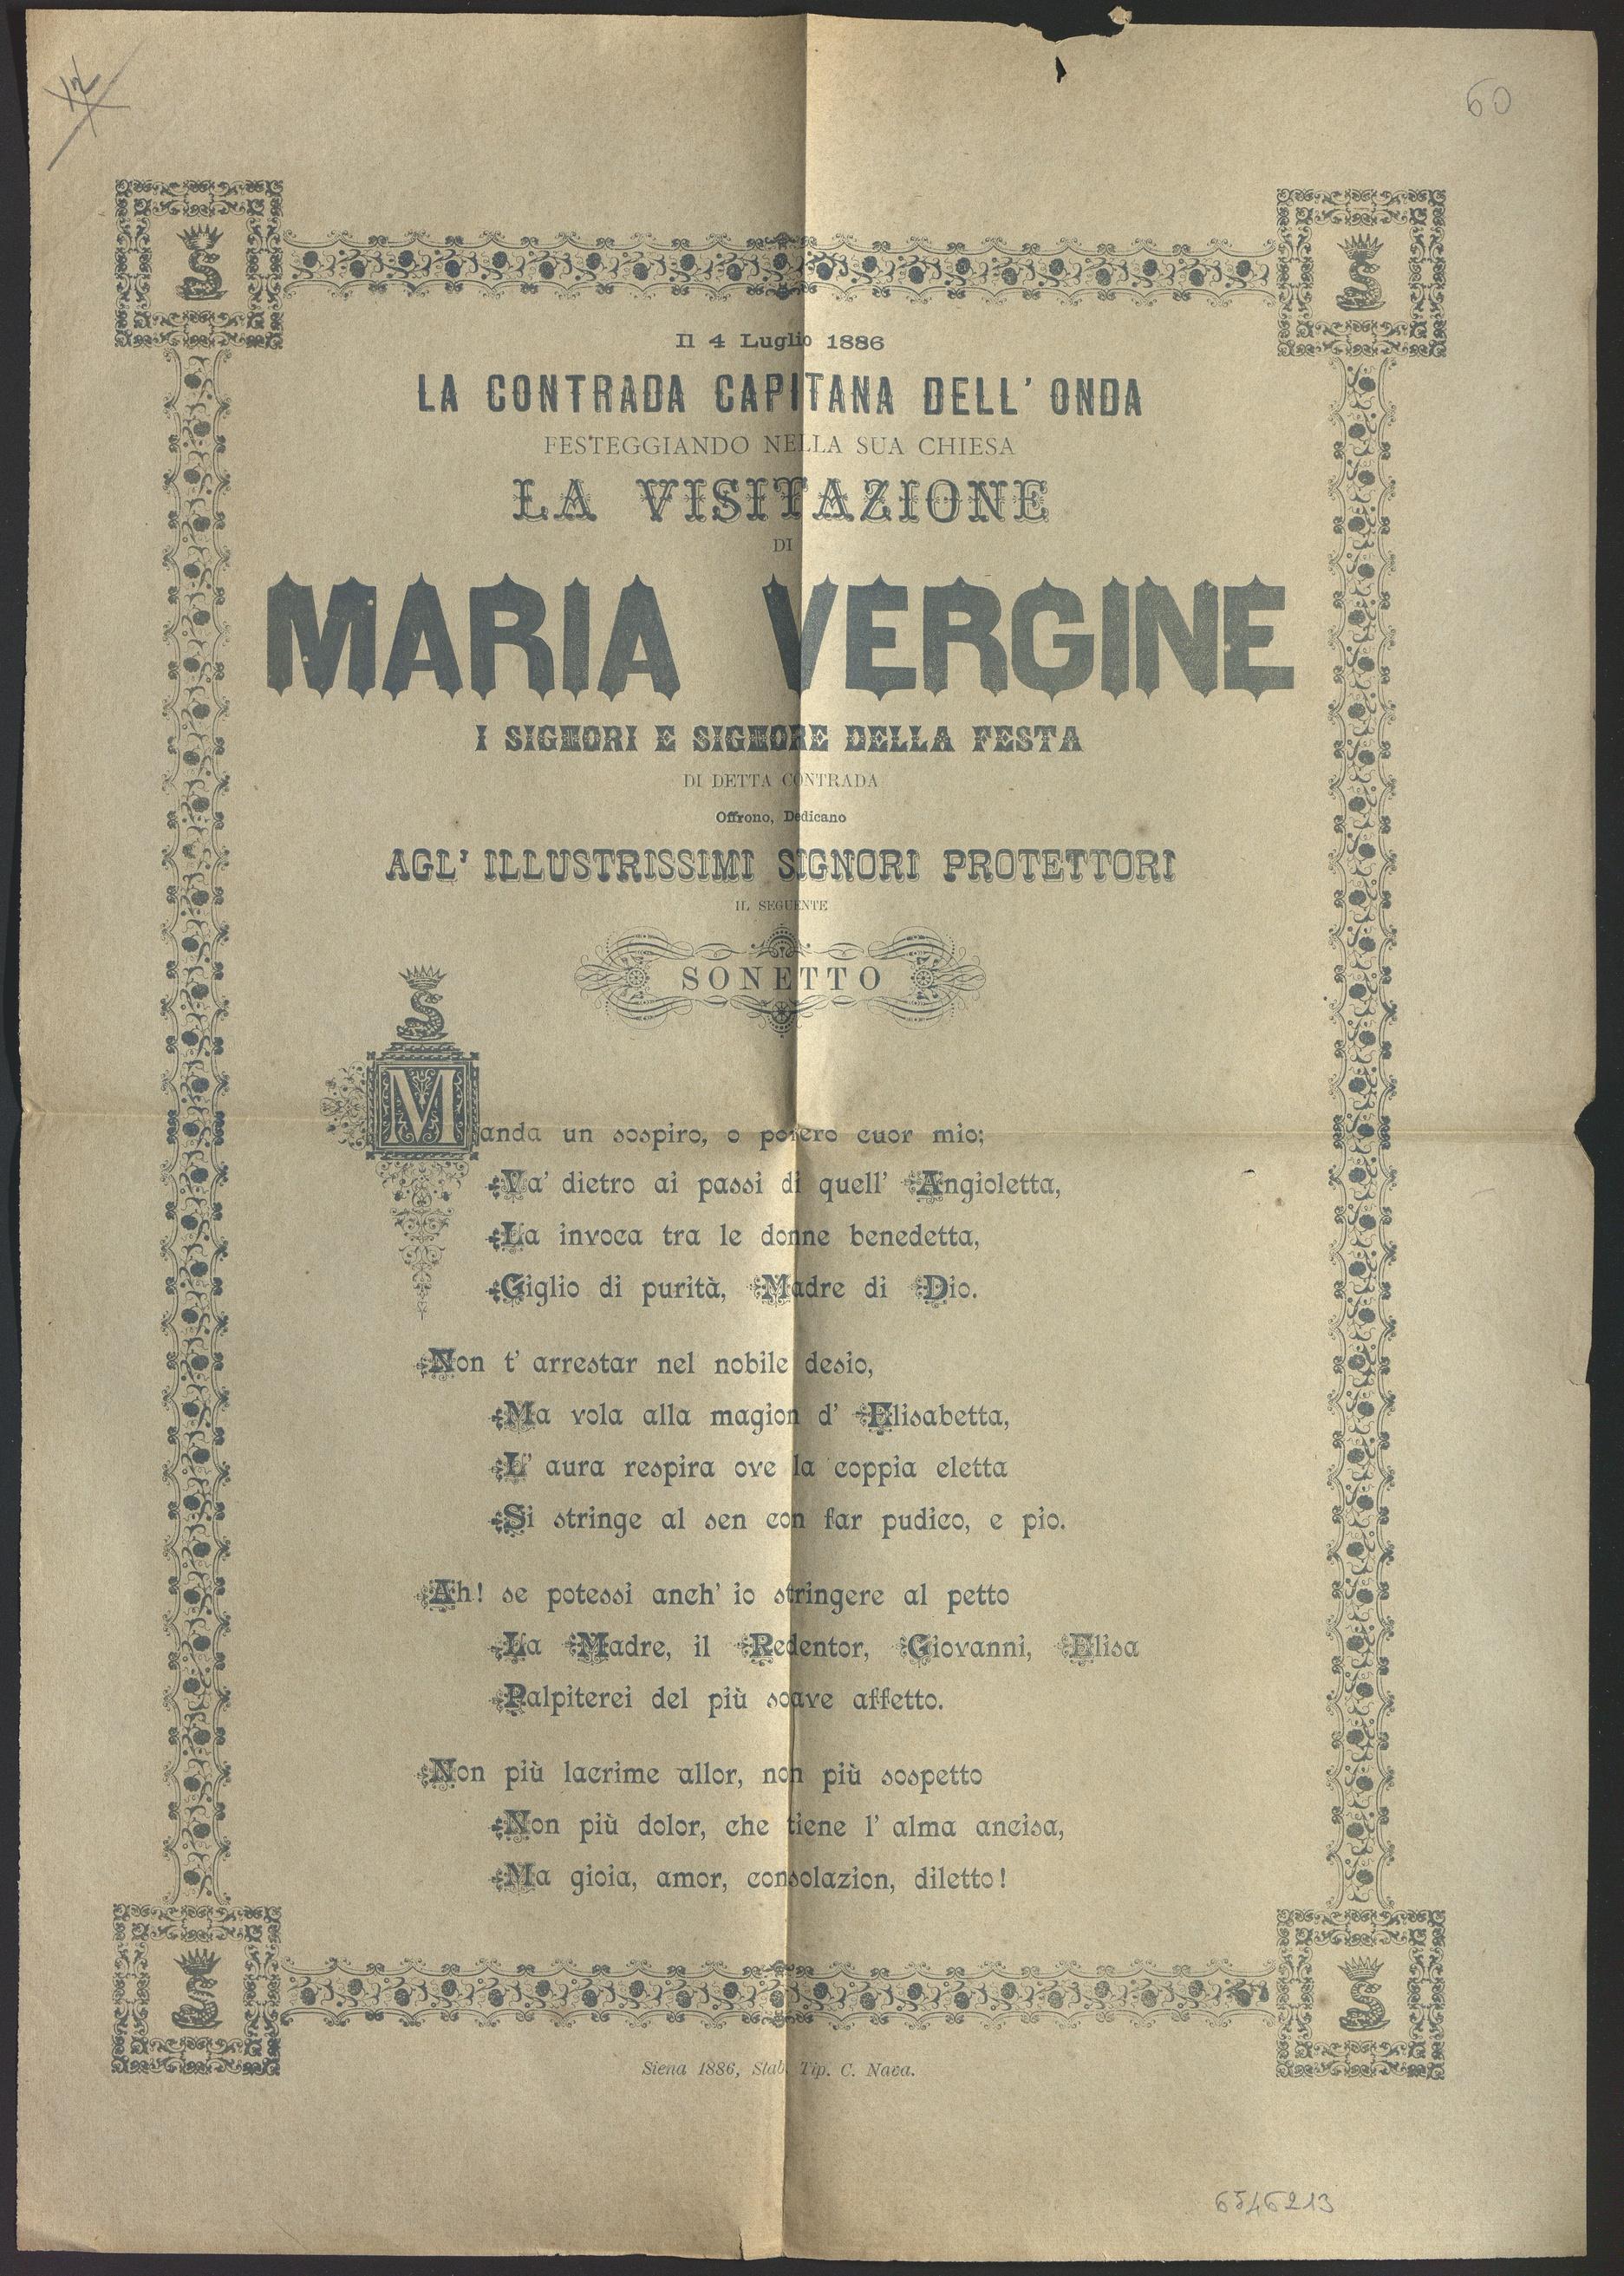 60
Il 4 Luglio 1886
LA CONTRADA CAPITANA DELL' ONDA
FESTEGGIANDO NELLA SUA CHIESA
LA VISITAZIONE
DI
MARIA VERGINE
I SIGNORI E SIGNORE DELLA FESTA
DI DETTA CONTRADA
Offrono, Dedicano
AGL' ILLUSTRISSIMI SIGNORI PROTETTORI
IL SEGUENTE
SONETTO
Manda un sospiro, o povero cuor mio;
Va' dietro ai passi di quell' Angioletta,
La invoca tra le donne benedetta,
Giglio di purità, Madre di Dio.
Non t' arrestar nel nobile desio,
Ma vola alla magion d' Elisabetta,
L' aura respira ove la coppia eletta
Si stringe al sen con far pudico, e pio.
Ah! se potessi anch' io stringere al petto
La Madre, il Redentor, Giovanni, Elisa
Palpiterei del più soave affetto.
Non più lacrime allor, non più sospetto
Non più dolor, che tiene l' alma ancisa,
Ma gioia, amor, consolazion, diletto!
Siena 1886, Stab. Tip. C. Nava.
6546213